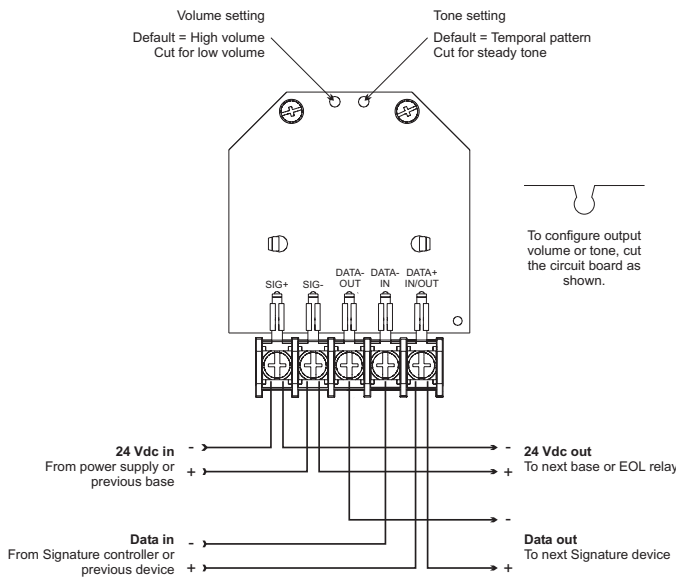 Volume setting
Default = High volume
Cut for low volume
Tone setting
Default = Temporal pattern
Cut for steady tone
To configure output
volume or tone, cut
the circuit board as
shown.
SIG+
SIG-
DATA-
OUT
DATA-
IN
DATA+
IN/OUT
24 Vdc in
From power supply or
previous base
-
+
-
+
24 Vdc out
To next base or EOL relay
Data in
From Signature controller or
previous device
-
+
-
+
Data out
To next Signature device